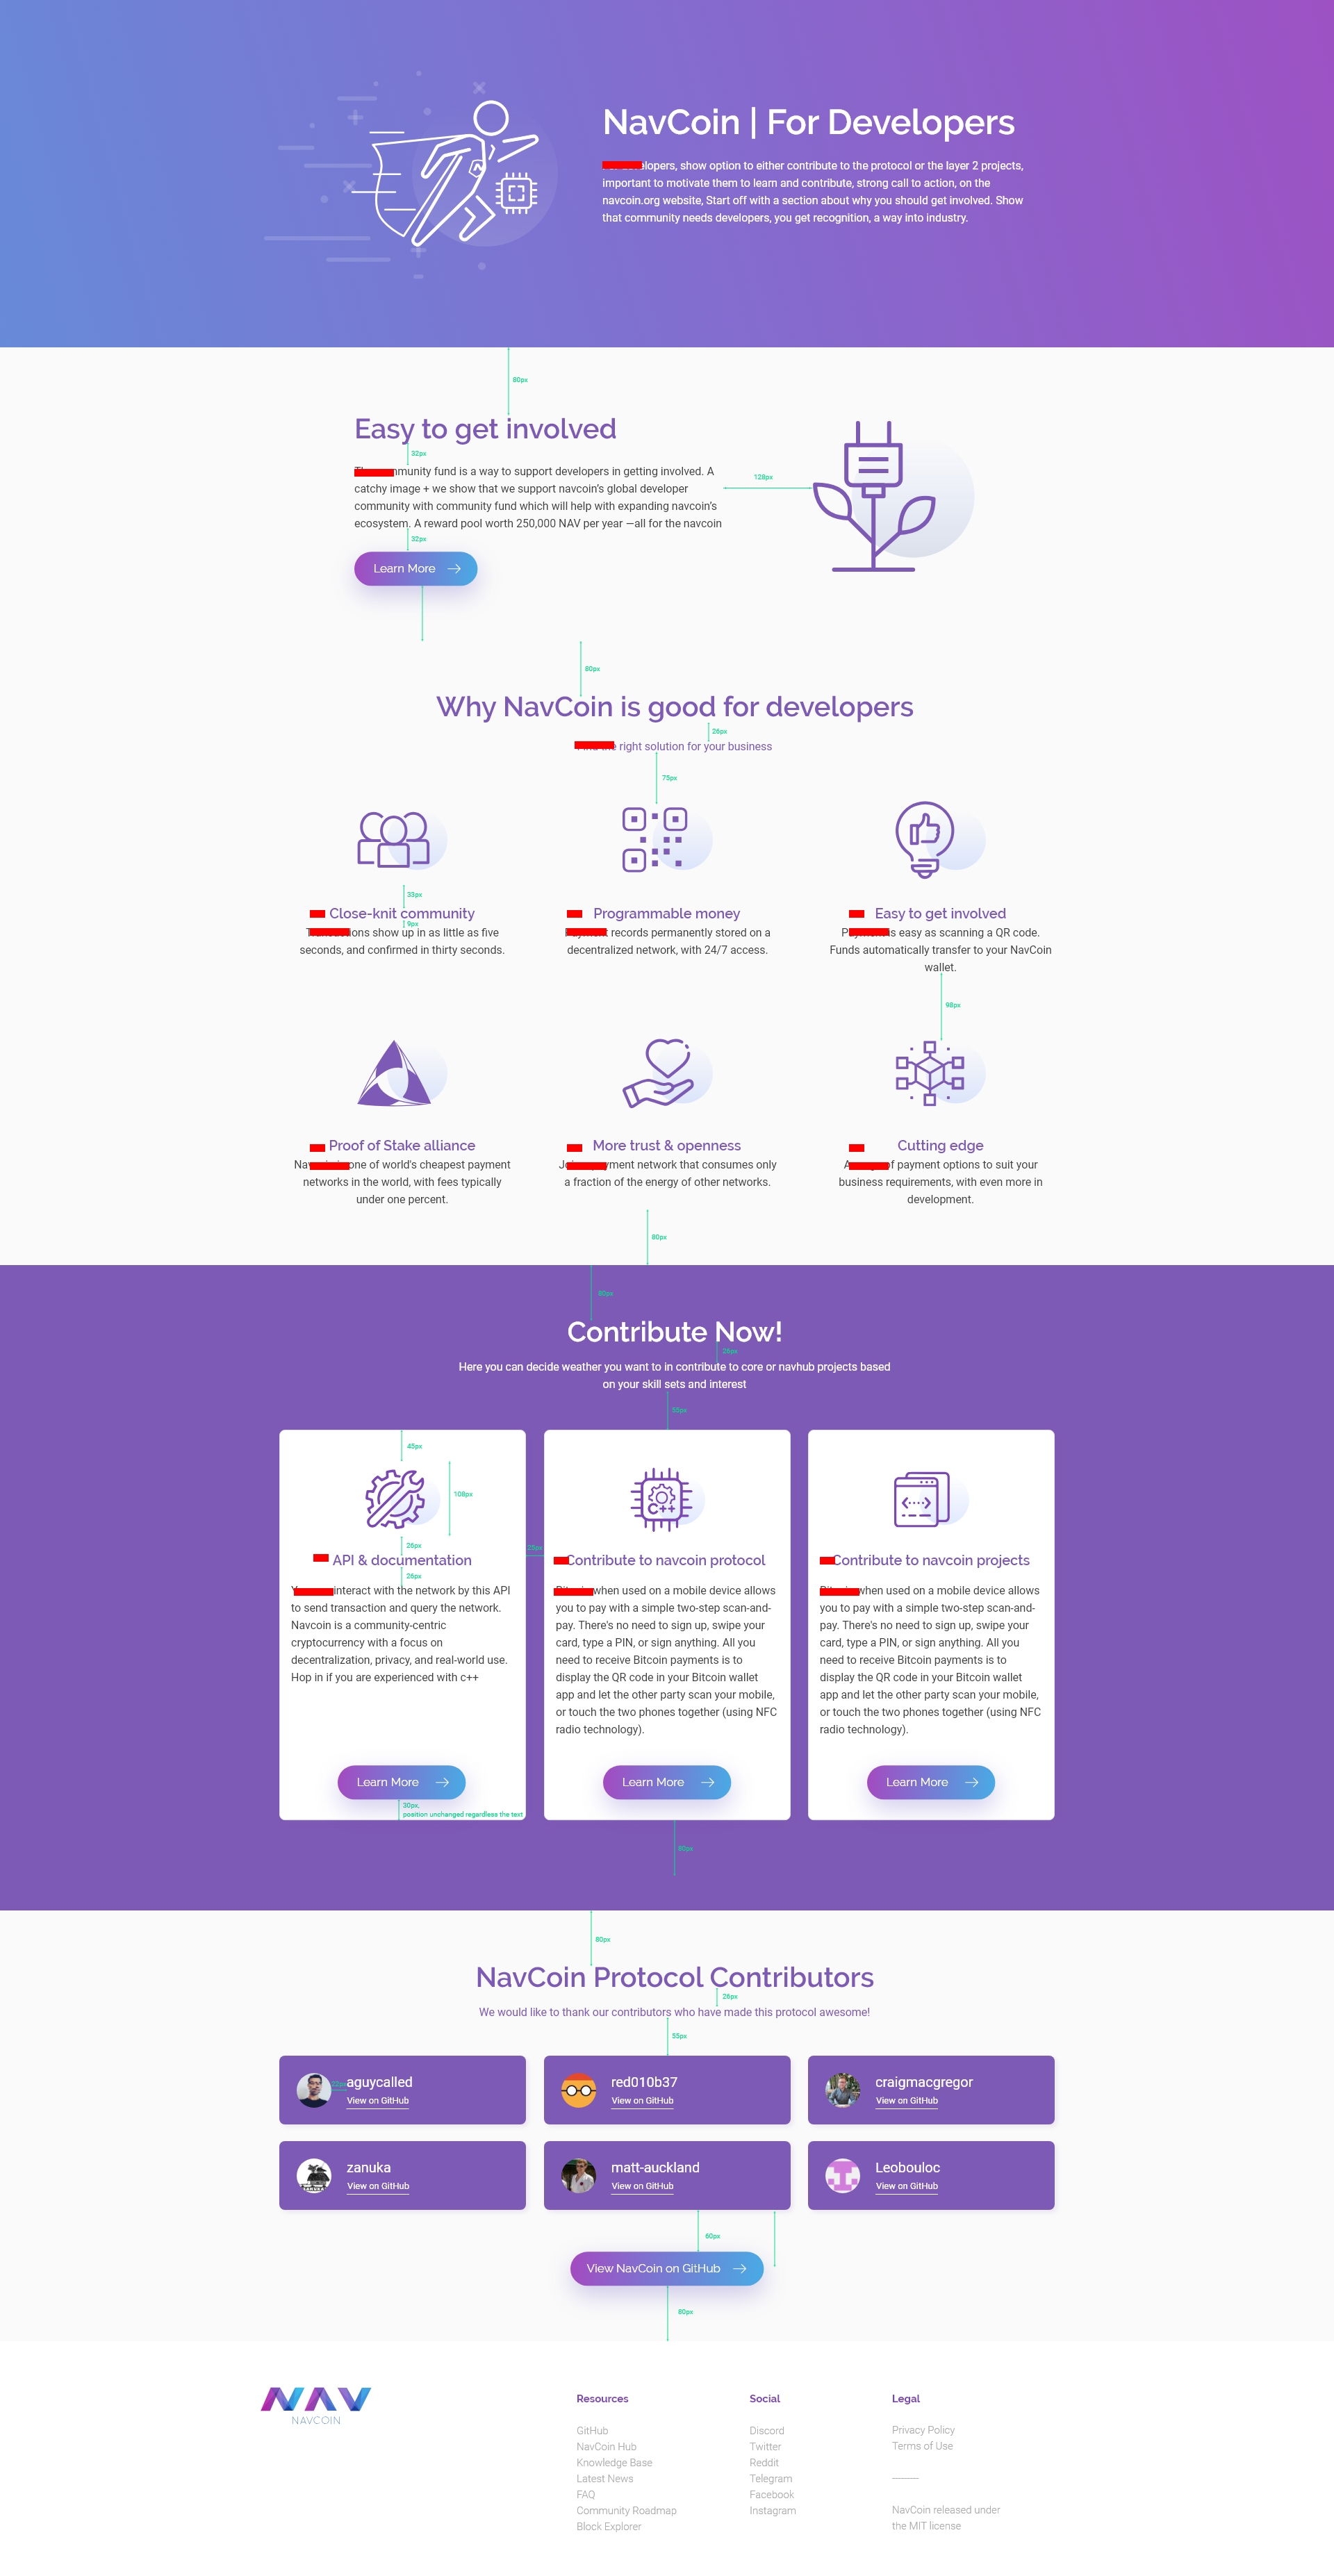 NavCoin | For Developers
developers, show option to either contribute to the protocol or the layer 2 projects,
important to motivate them to learn and contribute, strong call to action, on the
navcoin.org website, Start off with a section about why you should get involved. Show
that community needs developers, you get recognition, a way into industry.
80px
Easy to get involved
32px
The community fund is a way to support developers in getting involved. A
catchy image + we show that we support navcoin's global developer
community with community fund which will help with expanding navcoin's
ecosystem. A reward pool worth 250,000 NAV per year —all for the navcoin
128px
32px
Learn More
80px
Why NavCoin is good for developers
26px
right solution for your business
75px
33px
Close-knit community
Programmable money
Easy to get involved
9px
Transactions show up in as little as five
seconds, and confirmed in thirty seconds.
Payment records permanently stored on a
decentralized network, with 24/7 access.
Payment is easy as scanning a QR code.
Funds automatically transfer to your NavCoin
wallet.
98px
Proof of Stake alliance
More trust & openness
Cutting edge
one of world's cheapest payment
networks in the world, with fees typically
under one percent.
payment network that consumes only
a fraction of the energy of other networks.
of payment options to suit your
business requirements, with even more in
development.
80px
80px
Contribute Now!
26px
Here you can decide weather you want to in contribute to core or navhub projects based
on your skill sets and interest
55px
45px
108px
C++
26px
25px
API & documentation
Contribute to navcoin protocol
Contribute to navcoin projects
26px
interact with the network by this API
to send transaction and query the network.
Navcoin is a community-centric
cryptocurrency with a focus on
decentralization, privacy, and real-world use.
Hop in if you are experienced with c++
when used on a mobile device allows
you to pay with a simple two-step scan-and-
pay. There's no need to sign up, swipe your
card, type a PIN, or sign anything. All you
need to receive Bitcoin payments is to
display the QR code in your Bitcoin wallet
app and let the other party scan your mobile,
or touch the two phones together (using NFC
radio technology).
when used on a mobile device allows
you to pay with a simple two-step scan-and-
pay. There's no need to sign up, swipe your
card, type a PIN, or sign anything. All you
need to receive Bitcoin payments is to
display the QR code in your Bitcoin wallet
app and let the other party scan your mobile,
or touch the two phones together (using NFC
radio technology).
Learn More
Learn More
Learn More
30px,
position unchanged regardless the text
80px
80px
NavCoin Protocol Contributors
26px
We would like to thank our contributors who have made this protocol awesome!
55px
aguycalled
View on GitHub
red010b37
View on GitHub
craigmacgregor
View on GitHub
zanuka
View on GitHub
matt-auckland
View on GitHub
Leobouloc
View on GitHub
60px
View NavCoin on GitHub
80px
NAV
NAVCOIN
Resources
GitHub
NavCoin Hub
Knowledge Base
Latest News
FAQ
Community Roadmap
Block Explorer
Social
Discord
Twitter
Reddit
Telegram
Facebook
Instagram
Legal
Privacy Policy
Terms of Use
NavCoin released under
the MIT license